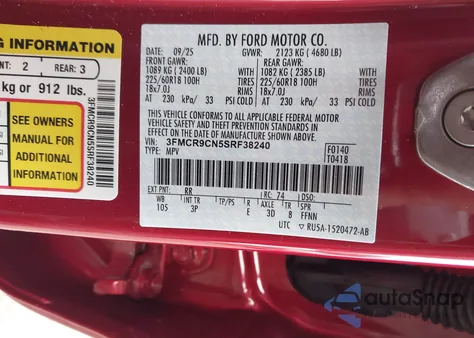 G INFORMATION
NT: 2 REAR: 3
kg or 912 lbs.
3FMCR9CN5SRF38240
SEE OWNERS
MANUAL FOR
ADDITIONAL
INFORMATION
MFD. BY FORD MOTOR CO.
DATE: 09/25 GVWR: 2123 KG ( 4680 LB)
FRONT GAWR: REAR GAWR:
1089 KG ( 2400 LB) 1082 KG ( 2385 LB)
225/60R18 100H TIRES 225/60R18 100H TIRES
18x7.0J RIMS 18x7.0J RIMS
AT 230 kPa/ 33 PSI COLD AT 230 kPa/ 33 PSI COLD
THIS VEHICLE CONFORMS TO ALL APPLICABLE FEDERAL MOTOR
VEHICLE SAFETY AND THEFT PREVENTION STANDARDS IN EFFECT
ON THE DATE OF MANUFACTURE SHOWN ABOVE.
VIN: 3FMCR9CN5SRF38240 F0140
TYPE: MPV T0418
EXT PNT: RR RC: 74 DSO:
WB INT TR TP/PS R AXLE TR SPR
105 3P E 3D B FFNN
UTC ▽ RU5A-1520472-AB
autoSnap